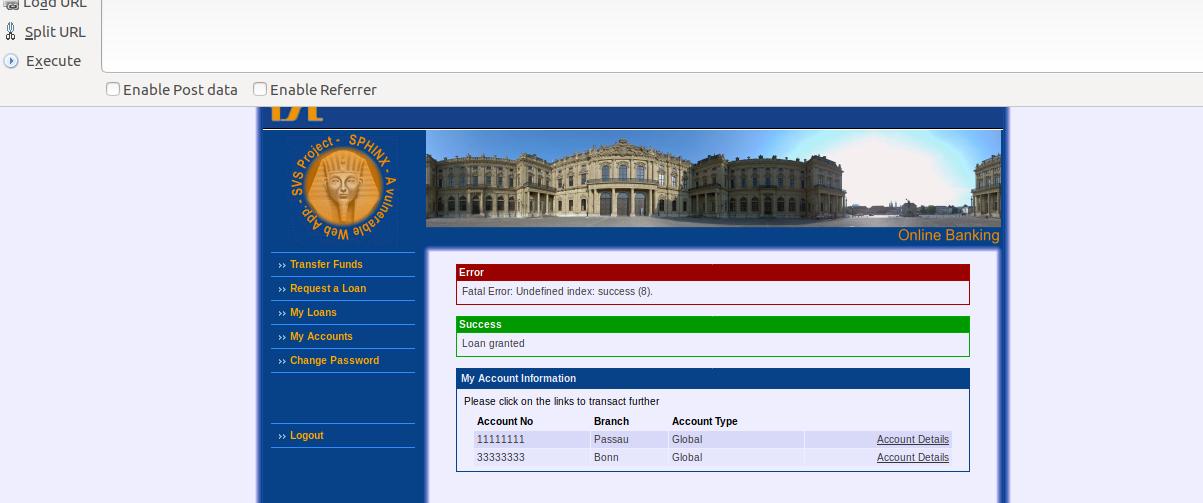 Load URL
Split URL
Execute
Enable Post data
Enable Referrer
SVS Project - SPHINX - A vulnerable Web App. -
Online Banking
›› Transfer Funds
›› Request a Loan
›› My Loans
›› My Accounts
›› Change Password
›› Logout
Error
Fatal Error: Undefined index: success (8).
Success
Loan granted
My Account Information
Please click on the links to transact further
Account No Branch Account Type
11111111 Passau Global Account Details
33333333 Bonn Global Account Details